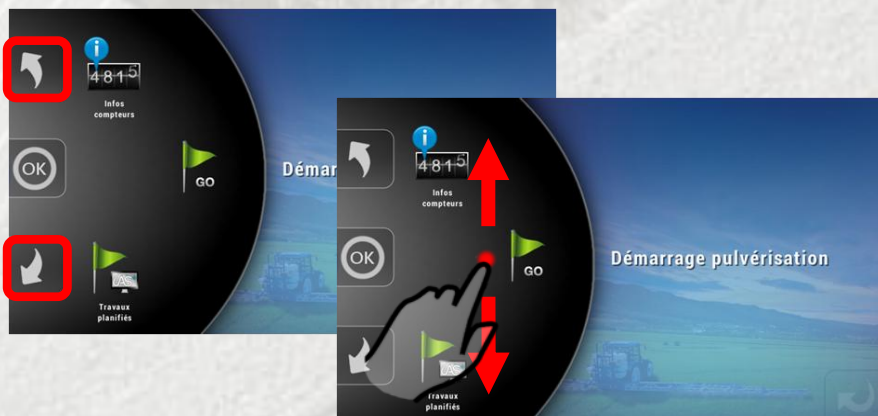 4815
Infos
compteurs
OK
GO
Démar
Travaux
planifiés
4815
Infos
compteurs
OK
GO
Démarrage pulvérisation
Travaux
planifiés